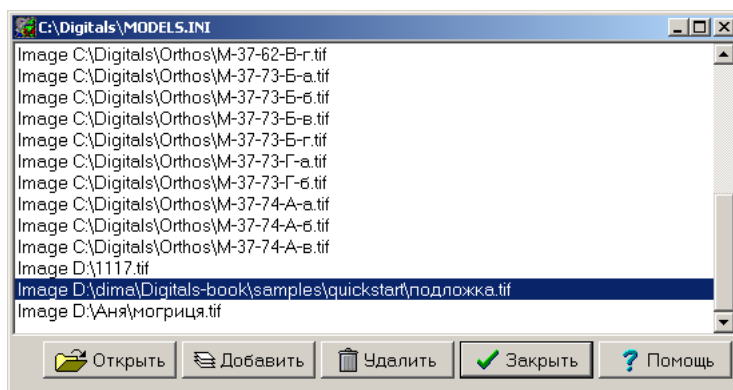 C:\Digitals\MODELS.INI
Image C:\Digitals\Orthos\M-37-62-В-г.tif
Image C:\Digitals\Orthos\M-37-73-Б-а.tif
Image C:\Digitals\Orthos\M-37-73-Б-б.tif
Image C:\Digitals\Orthos\M-37-73-Б-в.tif
Image C:\Digitals\Orthos\M-37-73-Б-г.tif
Image C:\Digitals\Orthos\M-37-73-Г-а.tif
Image C:\Digitals\Orthos\M-37-73-Г-б.tif
Image C:\Digitals\Orthos\M-37-74-А-а.tif
Image C:\Digitals\Orthos\M-37-74-А-б.tif
Image C:\Digitals\Orthos\M-37-74-А-в.tif
Image D:\1117.tif
Image D:\dima\Digitals-book\samples\quickstart\подложка.tif
Image D:\Аня\могриця.tif
Открыть Добавить Удалить Закрыть ? Помощь